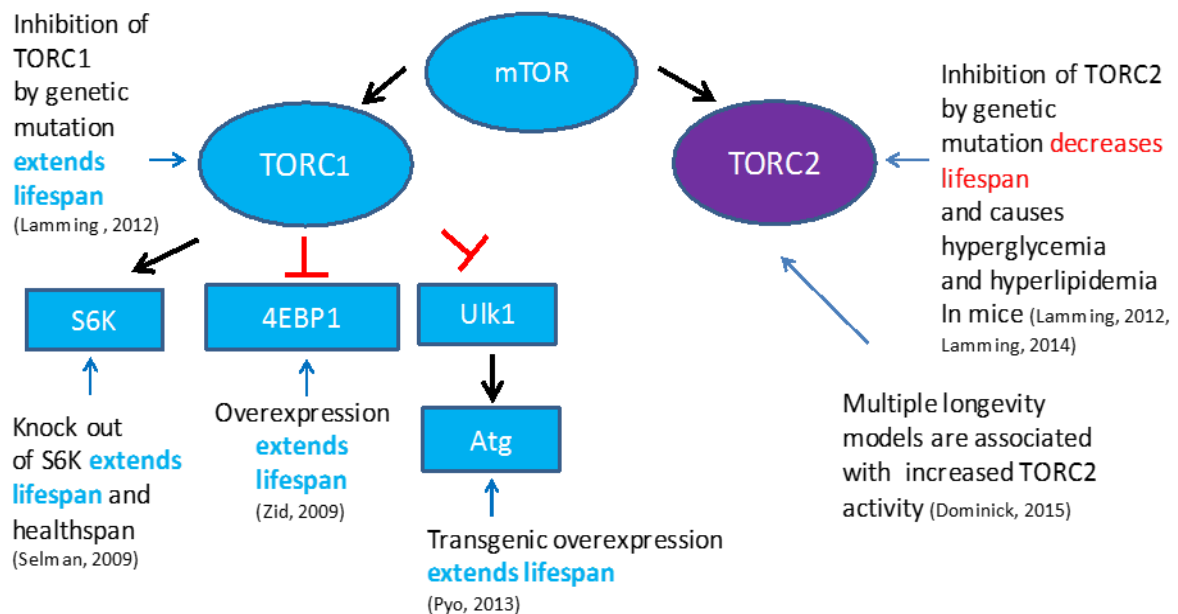 Inhibition of
TORC1
by genetic
mutation
extends
lifespan
(Lamming , 2012)
mTOR
TORC1
TORC2
Inhibition of TORC2
by genetic
mutation decreases
lifespan
and causes
hyperglycemia
and hyperlipidemia
In mice (Lamming, 2012,
Lamming, 2014)
S6K
4EBP1
Ulk1
Atg
Knock out
of S6K extends
lifespan and
healthspan
(Selman, 2009)
Overexpression
extends
lifespan
(Zid, 2009)
Transgenic overexpression
extends lifespan
(Pyo, 2013)
Multiple longevity
models are associated
with increased TORC2
activity (Dominick, 2015)